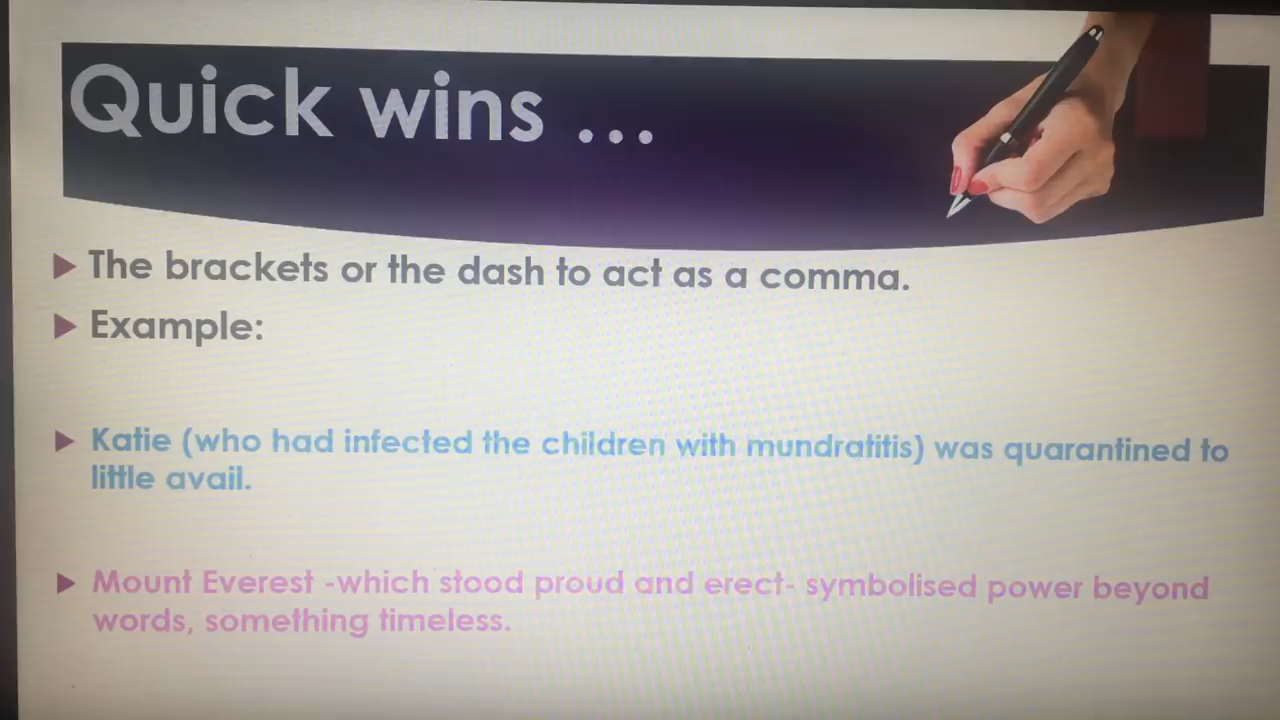 Quick wins ...
The brackets or the dash to act as a comma.
Example:
Katie (who had infected the children with mundratitis) was quarantined to
little avail.
Mount Everest -which stood proud and erect- symbolised power beyond
words, something timeless.